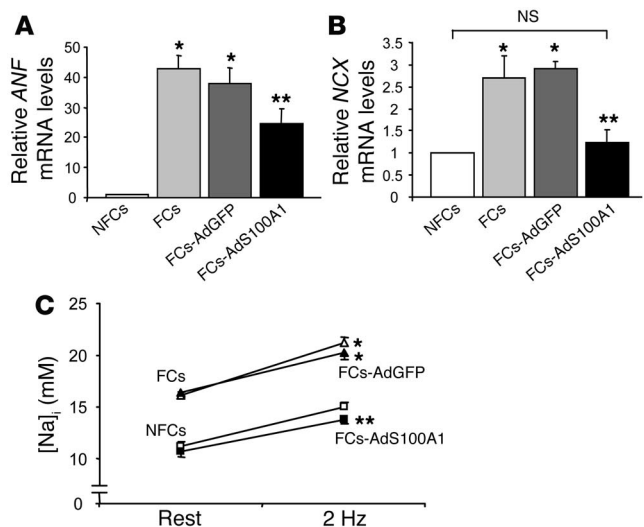 A
Relative ANF
mRNA levels
50
40
30
20
10
0
*
*
**
NFCs
FCs
FCs-AdGFP
FCs-AdS100A1
B
NS
Relative NCX
mRNA levels
3.5
3
2.5
2
1.5
1
0.5
0
*
*
**
NFCs
FCs
FCs-AdGFP
FCs-AdS100A1
C
[Na]i (mM)
25
20
15
10
0
FCs
*
*
FCs-AdGFP
NFCs
**
FCs-AdS100A1
Rest
2 Hz